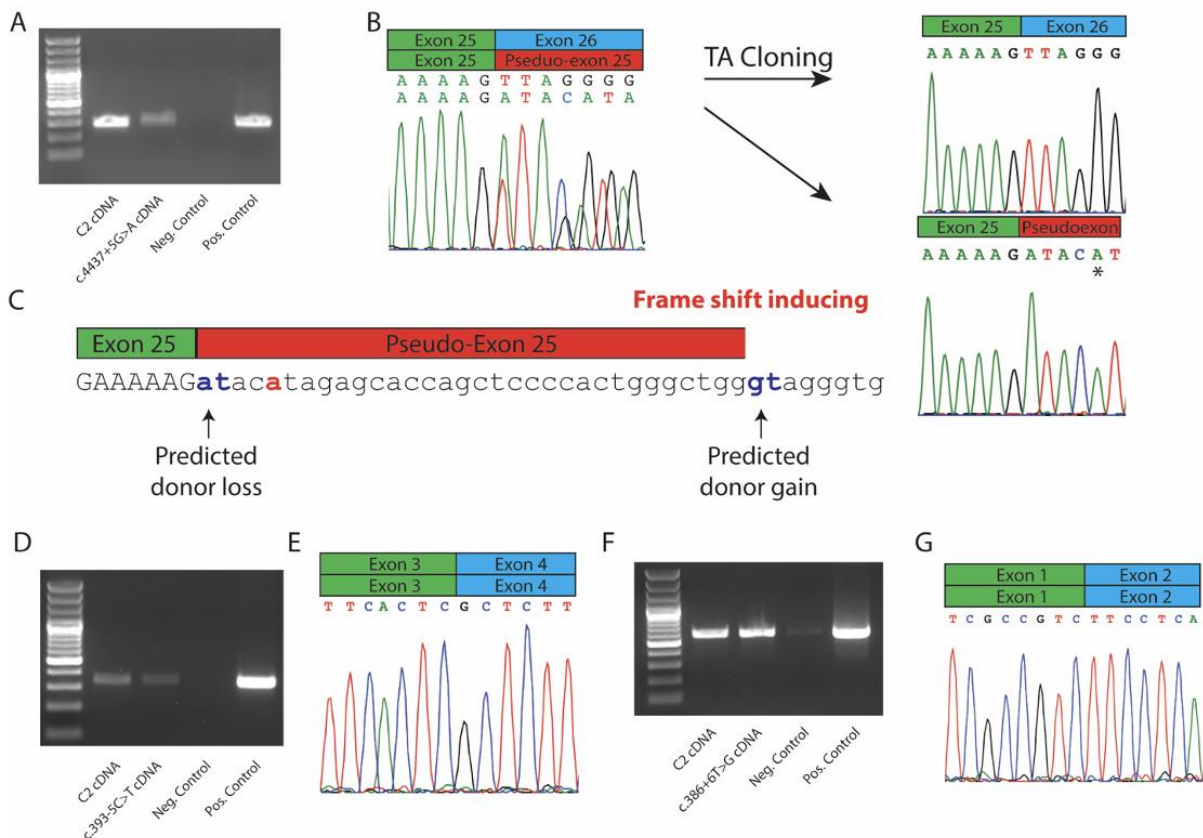 A
C2 cDNA
c.4437+5G>A cDNA
Neg. Control
Pos. Control
B
Exon 25 Exon 26
Exon 25 Pseduo-exon 25
A A A A G T T A G G G G
A A A A G A T A C A T A
TA Cloning
Exon 25 Exon 26
A A A A A G T T A G G G
Exon 25 Pseudoexon
A A A A A G A T A C A T
*
C
Frame shift inducing
Exon 25 Pseudo-Exon 25
GAAAAAGatacatagagcaccagctccccactgggctgggtagggtg
Predicted
donor loss
Predicted
donor gain
D
C2 cDNA
c.393-5C>T cDNA
Neg. Control
Pos. Control
E
Exon 3 Exon 4
Exon 3 Exon 4
T T C A C T C G C T C T T
F
C2 cDNA
c.386+6T>G cDNA
Neg. Control
Pos. Control
G
Exon 1 Exon 2
Exon 1 Exon 2
T C G C C G T C T T C C T C A